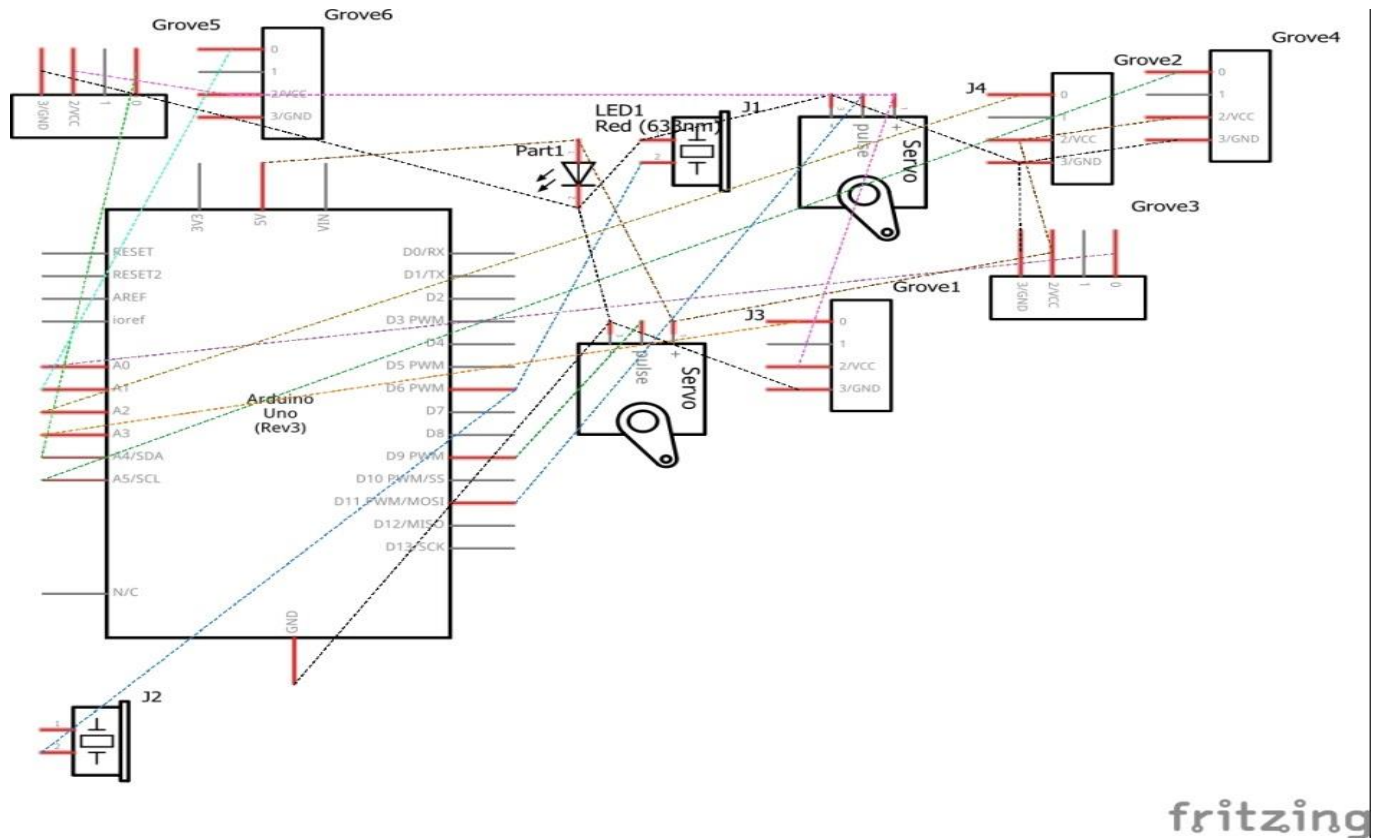 Grove5
Grove6
Grove4
Grove2
0
1
2/VCC
3/GND
3/GND
2/VCC
1
0
LED1
Red (633nm)
J1
Part1
2
pulse
+
Servo
J4
0
1
2/VCC
3/GND
0
1
2/VCC
3/GND
Grove3
3/GND
2/VCC
1
0
3V3
5V
VIN
RESET
RESET2
AREF
ioref
A0
A1
A2
A3
A4/SDA
A5/SCL
N/C
D0/RX
D1/TX
D2
D3 PWM
D4
D5 PWM
D6 PWM
D7
D8
D9 PWM
D10 PWM/SS
D11 PWM/MOSI
D12/MISO
D13/SCK
Arduino
Uno
(Rev3)
GND
J3
Grove1
0
1
2/VCC
3/GND
pulse
+
Servo
J2
1
2
fritzing